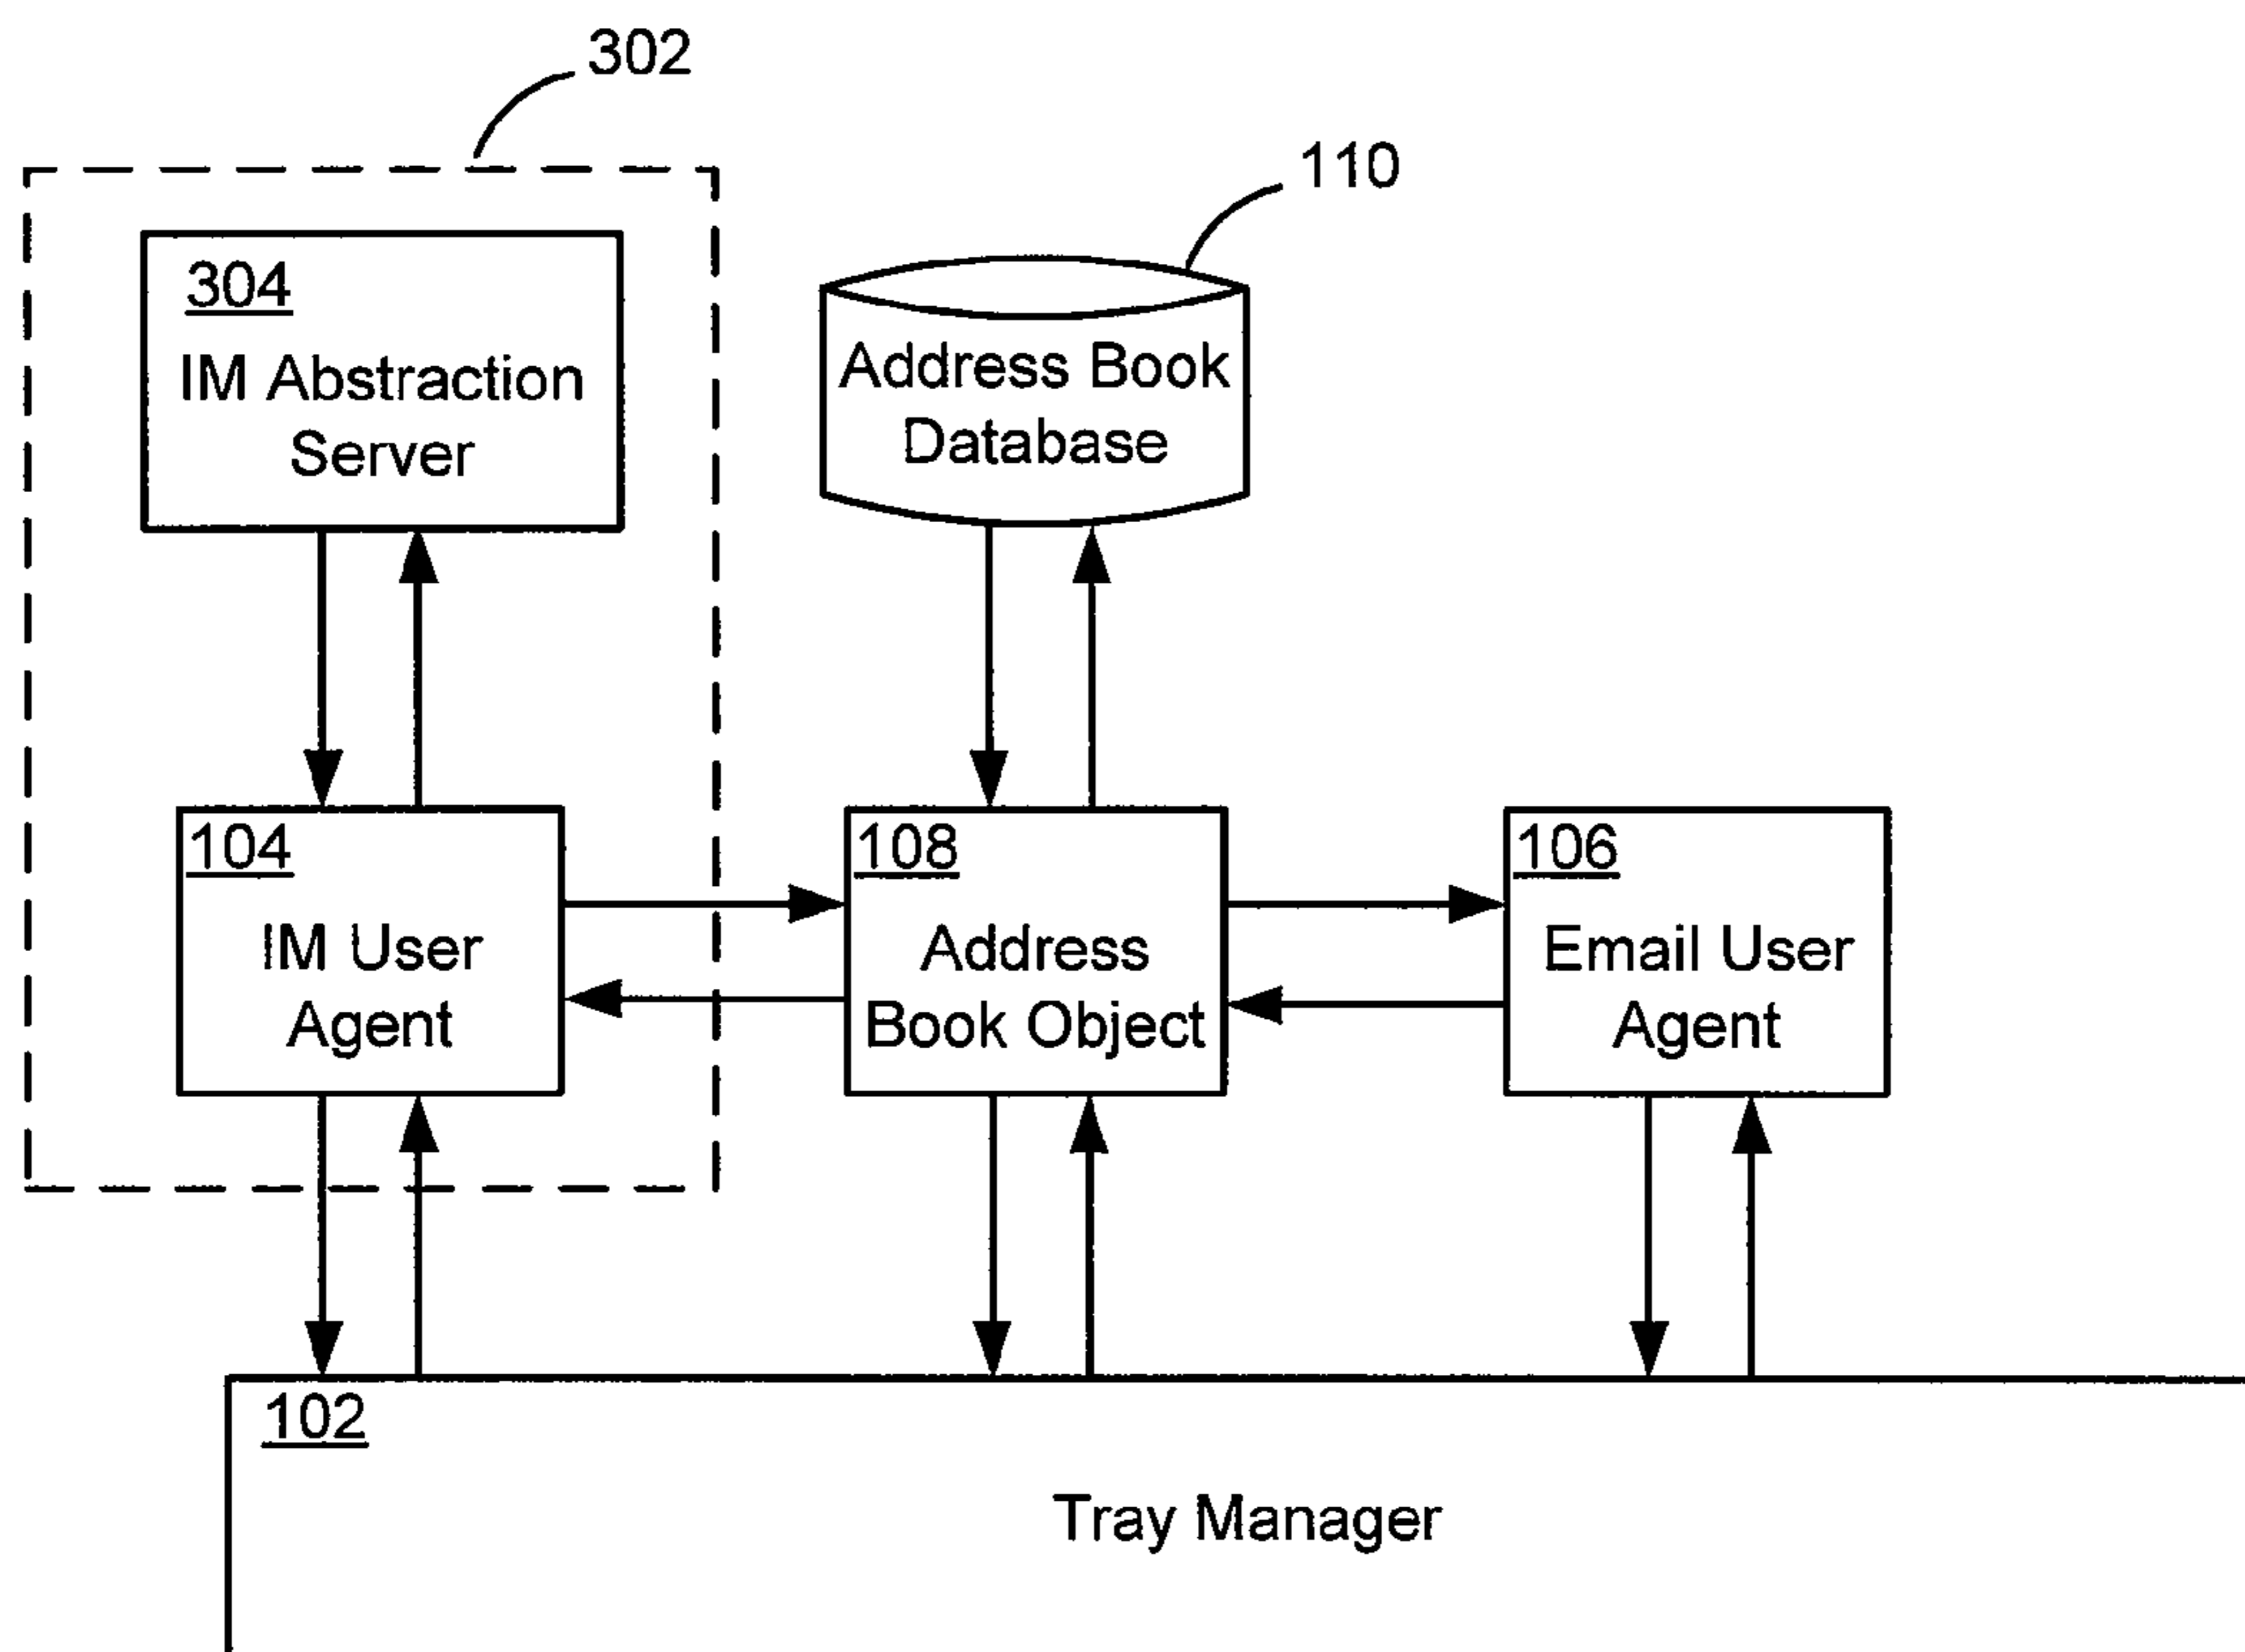 302
110
304
IM Abstraction
Server
Address Book
Database
104
IM User
Agent
108
Address
Book Object
106
Email User
Agent
102
Tray Manager